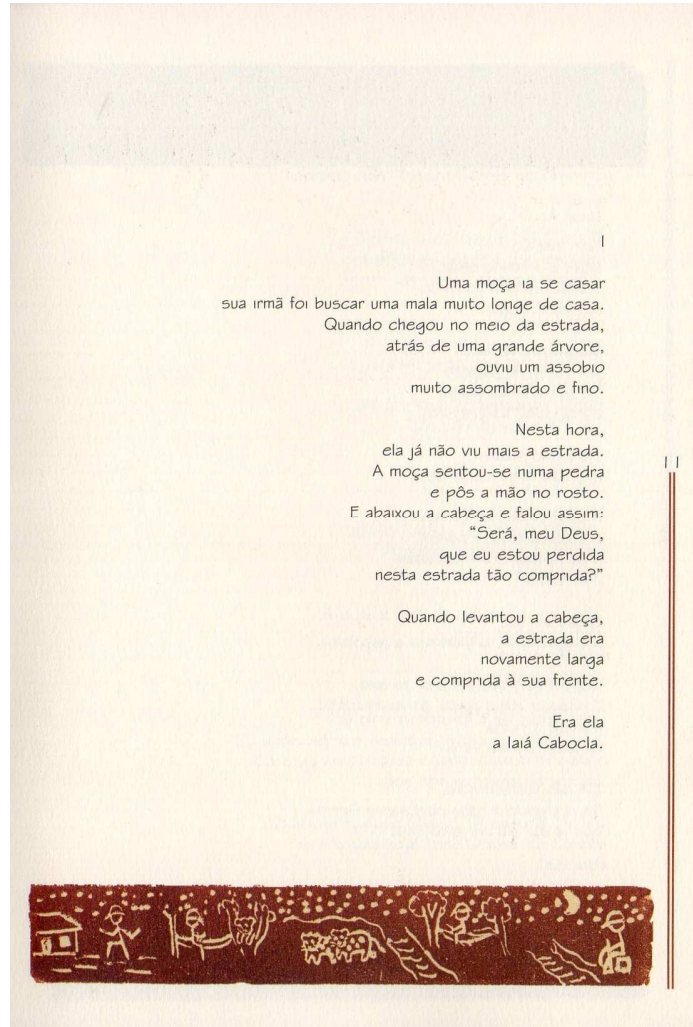 I
Uma moça ia se casar
sua irmã foi buscar uma mala muito longe de casa.
Quando chegou no meio da estrada,
atrás de uma grande árvore,
ouviu um assobio
muito assombrado e fino.
Nesta hora,
ela já não viu mais a estrada.
A moça sentou-se numa pedra
e pôs a mão no rosto.
E abaixou a cabeça e falou assim:
“Será, meu Deus,
que eu estou perdida
nesta estrada tão comprida?”
Quando levantou a cabeça,
a estrada era
novamente larga
e comprida à sua frente.
Era ela
a Iaiá Cabocla.
11